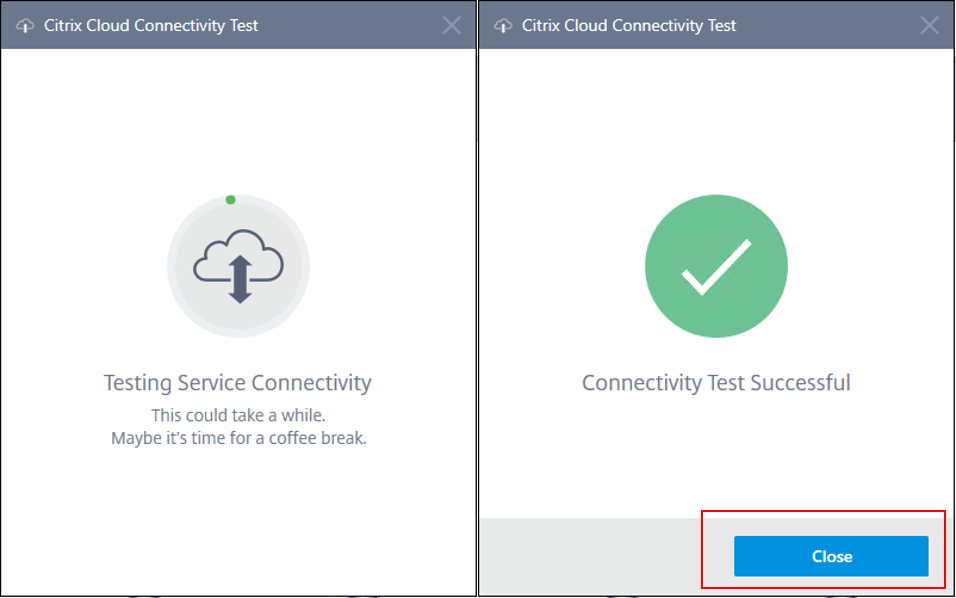 Citrix Cloud Connectivity Test
Testing Service Connectivity
This could take a while.
Maybe it's time for a coffee break.
Citrix Cloud Connectivity Test
Connectivity Test Successful
Close